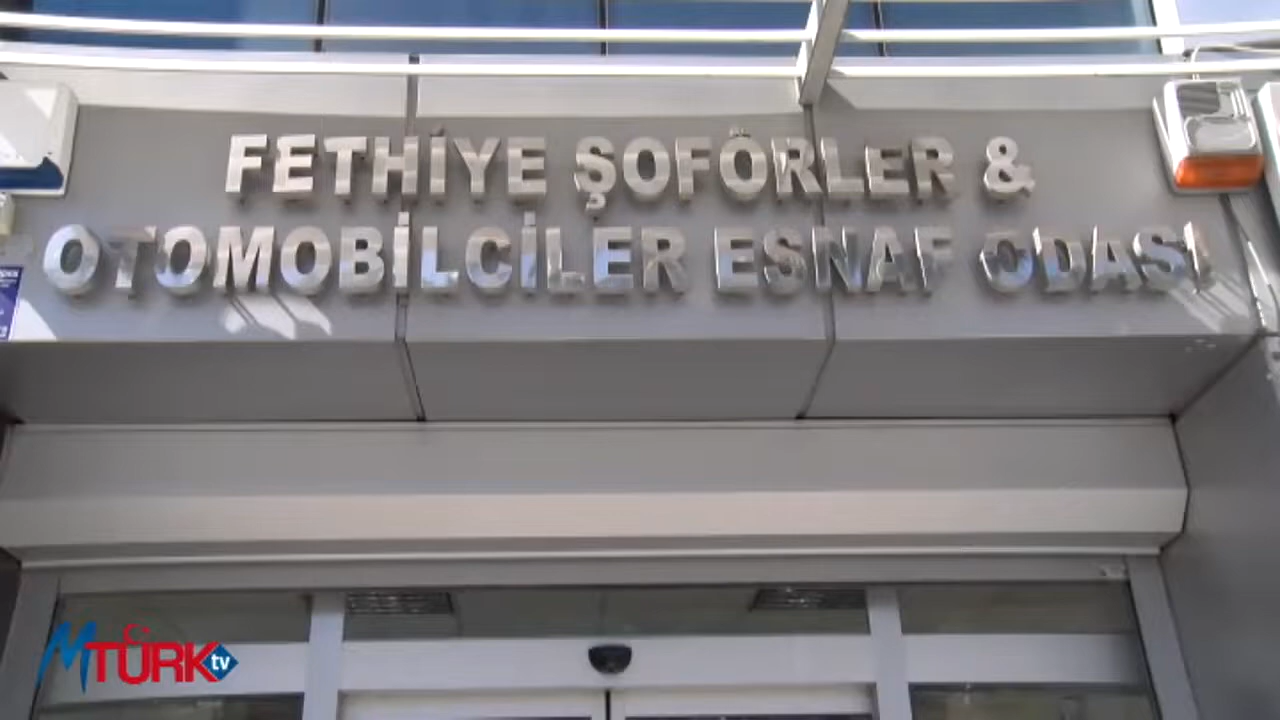 FETHİYE ŞOFÖRLER &
OTOMOBİLCİLER ESNAF ODASI
MTÜRK tv